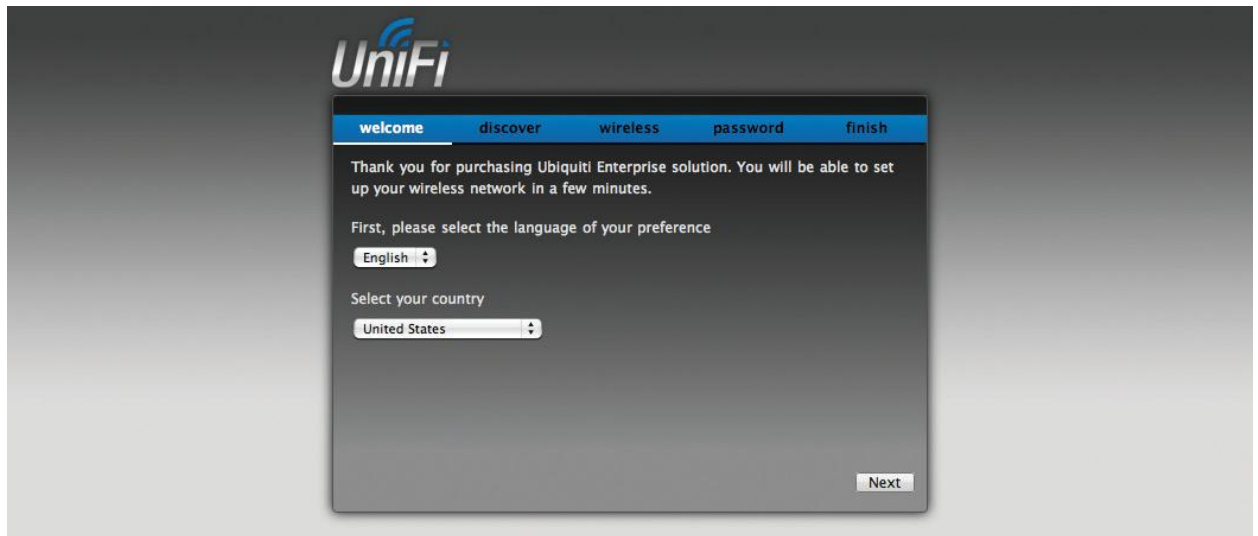 UniFi
welcome discover wireless password finish
Thank you for purchasing Ubiquiti Enterprise solution. You will be able to set
up your wireless network in a few minutes.
First, please select the language of your preference
English
Select your country
United States
Next